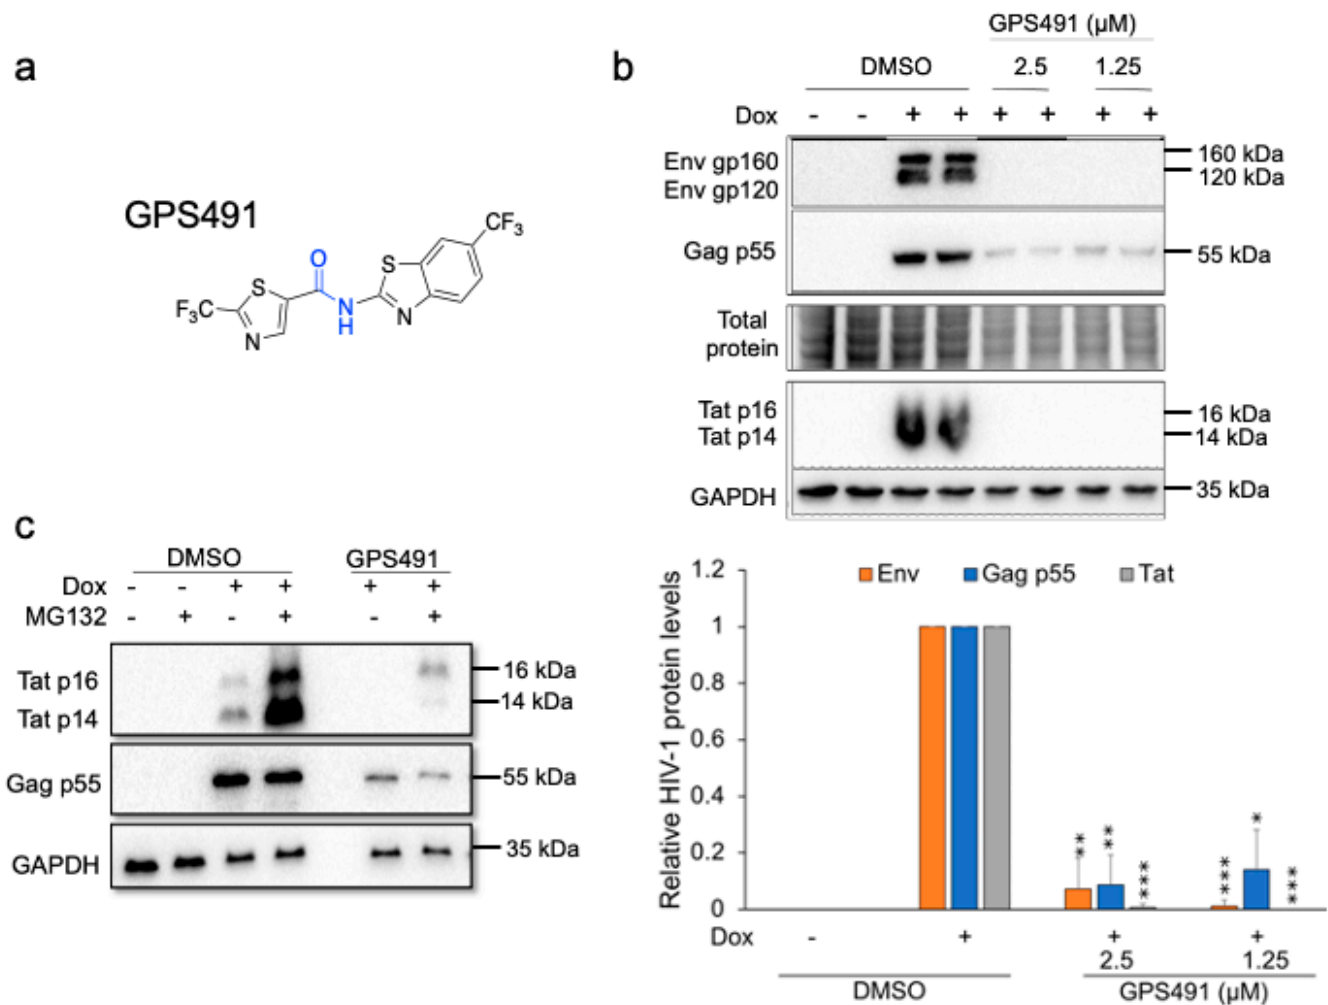 a
GPS491
F3C
S
N
O
N
H
S
N
CF3
b
GPS491 (µM)
DMSO 2.5 1.25
Dox - - + + + + + +
Env gp160 160 kDa
Env gp120 120 kDa
Gag p55 55 kDa
Total
protein
Tat p16 16 kDa
Tat p14 14 kDa
GAPDH 35 kDa
c
DMSO GPS491
Dox - - + + + +
MG132 - + - + - +
Tat p16 16 kDa
Tat p14 14 kDa
Gag p55 55 kDa
GAPDH 35 kDa
Relative HIV-1 protein levels
Env Gag p55 Tat
1.2
1
0.8
0.6
0.4
0.2
0
** ** *** *** * ***
Dox - + + +
2.5 1.25
DMSO GPS491 (µM)